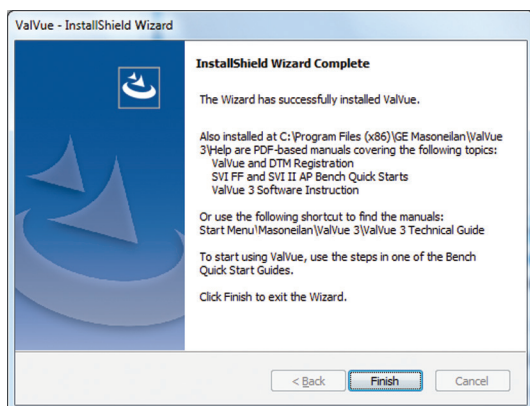 ValVue - InstallShield Wizard
InstallShield Wizard Complete
The Wizard has successfully installed ValVue.
Also installed at C:\Program Files (x86)\GE Masoneilan\ValVue
3\Help are PDF-based manuals covering the following topics:
ValVue and DTM Registration
SVI FF and SVI II AP Bench Quick Starts
ValVue 3 Software Instruction
Or use the following shortcut to find the manuals:
Start Menu\Masoneilan\ValVue 3\ValVue 3 Technical Guide
To start using ValVue, use the steps in one of the Bench
Quick Start Guides.
Click Finish to exit the Wizard.
< Back Finish Cancel